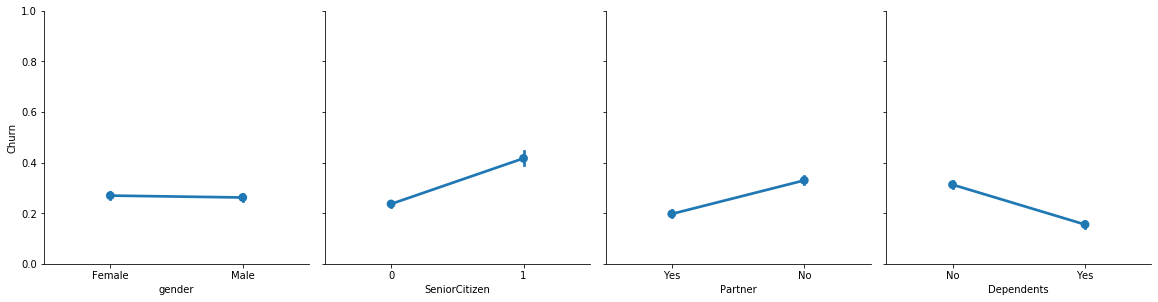 1.0
0.8
0.6
0.4
0.2
0.0
Churn
Female Male
gender
0 1
SeniorCitizen
Yes No
Partner
No Yes
Dependents